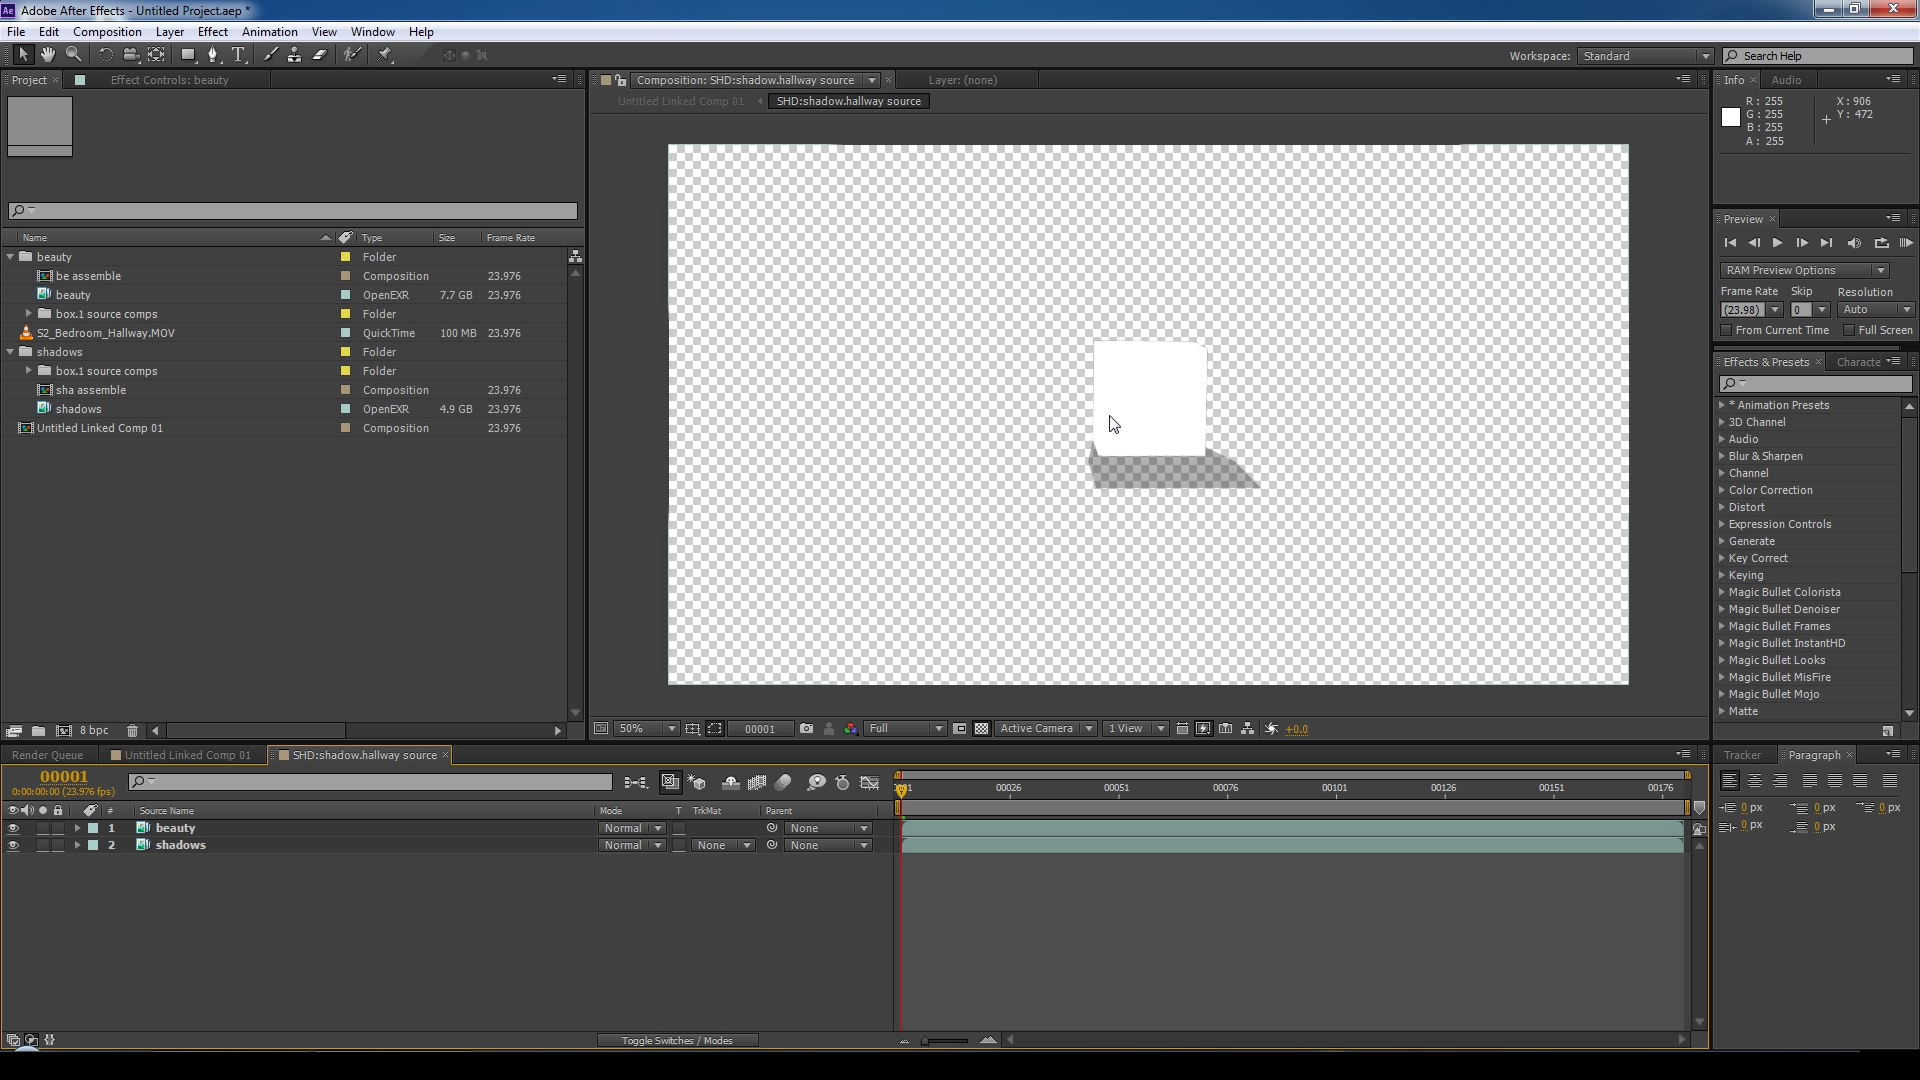 Ae Adobe After Effects - Untitled Project.aep *
File Edit Composition Layer Effect Animation View Window Help
Workspace: Standard Search Help
Project Effect Controls: beauty
Composition: SHD:shadow.hallway source Layer: (none)
Untitled Linked Comp 01 SHD:shadow.hallway source
Info Audio
R: 255 X: 906
G: 255 Y: 472
B: 255
A: 255
Name Type Size Frame Rate
beauty Folder
be assemble Composition 23.976
beauty OpenEXR 7.7 GB 23.976
box.1 source comps Folder
S2_Bedroom_Hallway.MOV QuickTime 100 MB 23.976
shadows Folder
box.1 source comps Folder
sha assemble Composition 23.976
shadows OpenEXR 4.9 GB 23.976
Untitled Linked Comp 01 Composition 23.976
8 bpc
50% 00001 Full Active Camera 1 View +0.0
Preview
RAM Preview Options
Frame Rate Skip Resolution
(23.98) 0 Auto
From Current Time Full Screen
Effects & Presets Characte
* Animation Presets
3D Channel
Audio
Blur & Sharpen
Channel
Color Correction
Distort
Expression Controls
Generate
Key Correct
Keying
Magic Bullet Colorista
Magic Bullet Denoiser
Magic Bullet Frames
Magic Bullet InstantHD
Magic Bullet Looks
Magic Bullet MisFire
Magic Bullet Mojo
Matte
Render Queue Untitled Linked Comp 01 SHD:shadow.hallway source
00001
0:00:00:00 (23.976 fps)
00026 00051 00076 00101 00126 00151 00176
# Source Name Mode T TrkMat Parent
1 beauty Normal None
2 shadows Normal None None
Toggle Switches / Modes
Tracker Paragraph
0 px 0 px 0 px
0 px 0 px